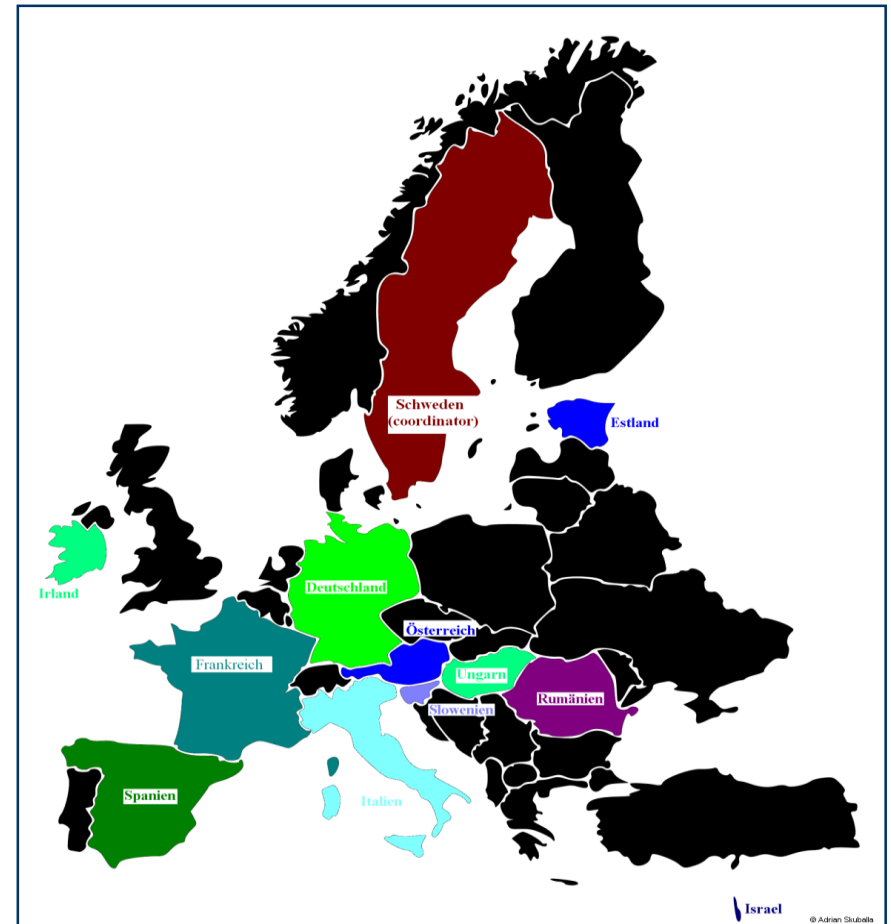 Schweden
(coordinator)
Estland
Irland
Deutschland
Österreich
Frankreich
Ungarn
Rumänien
Slowenien
Spanien
Italien
Israel
© Adrian Skuballa